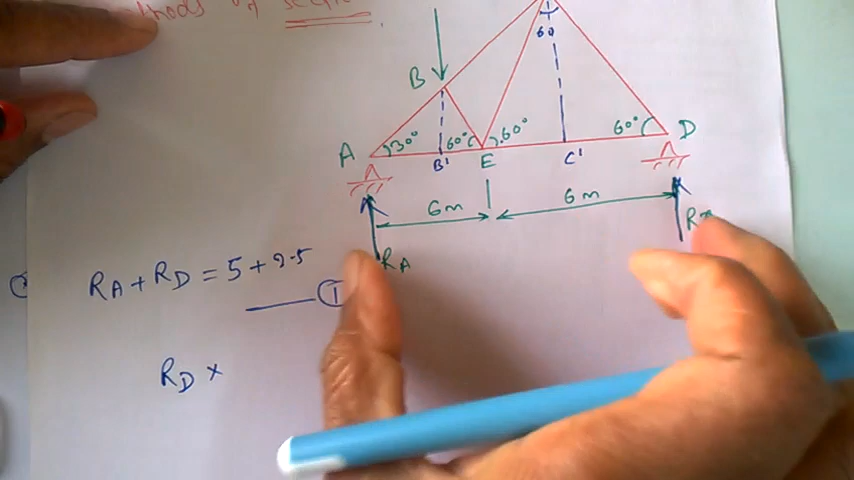 60
B
A
30°
60°
60°
60°
D
B'
E
C'
6m
6m
RA
RA + RD = 5 + 2.5
1
RD ×